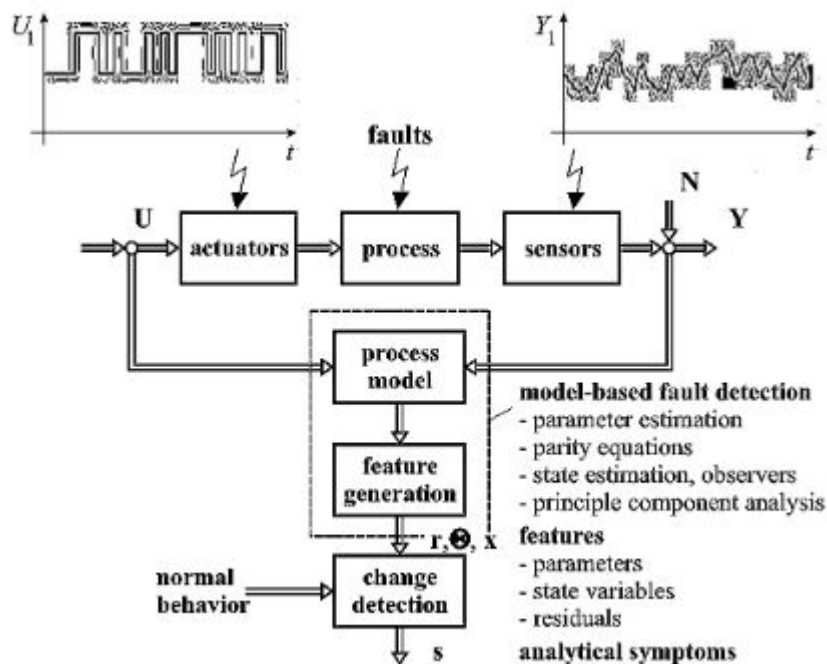 U1
t
Y1
t
faults
N
U
Y
actuators
process
sensors
process
model
feature
generation
r, Θ, x
normal
behavior
change
detection
s
model-based fault detection
- parameter estimation
- parity equations
- state estimation, observers
- principle component analysis
features
- parameters
- state variables
- residuals
analytical symptoms